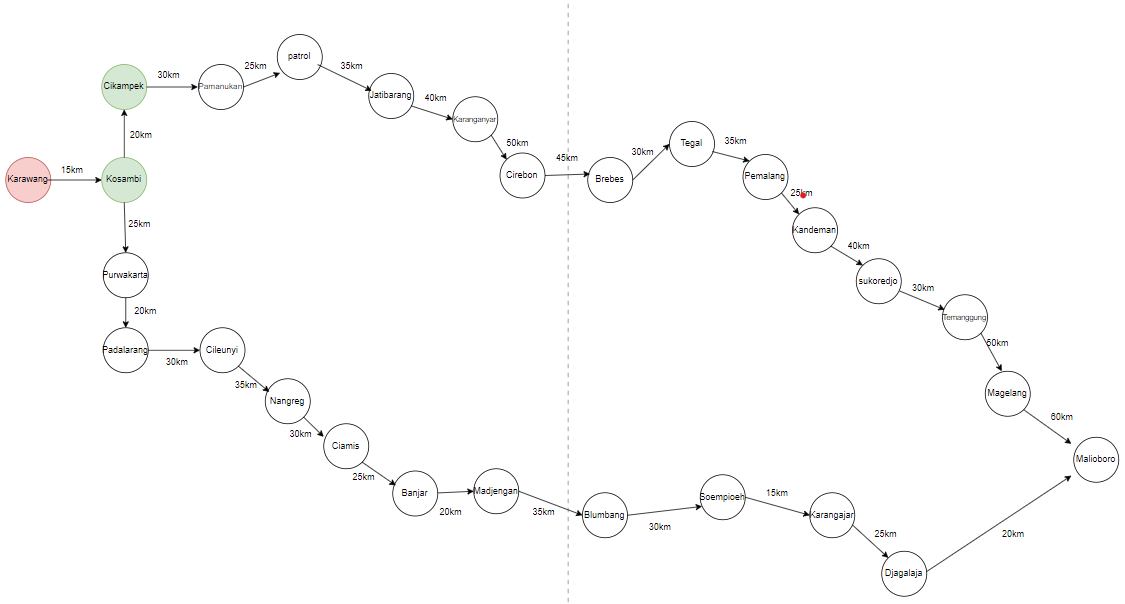 patrol
25km
35km
30km
Cikampek
Pamanukan
Jatibarang
40km
Karanganyar
20km
50km
30km
Tegal
35km
15km
45km
Karawang
Kosambi
Cirebon
Brebes
Pemalang
25km
25km
Kandeman
40km
Purwakarta
sukoredjo
30km
20km
Temanggung
50km
Padalarang
Cileunyi
30km
35km
Nangreg
Magelang
60km
30km
Ciamis
Malioboro
25km
Banjar
Madjengan
20km
35km
Blumbang
30km
Soempioeh
15km
Karangajar
25km
20km
Djagalaja